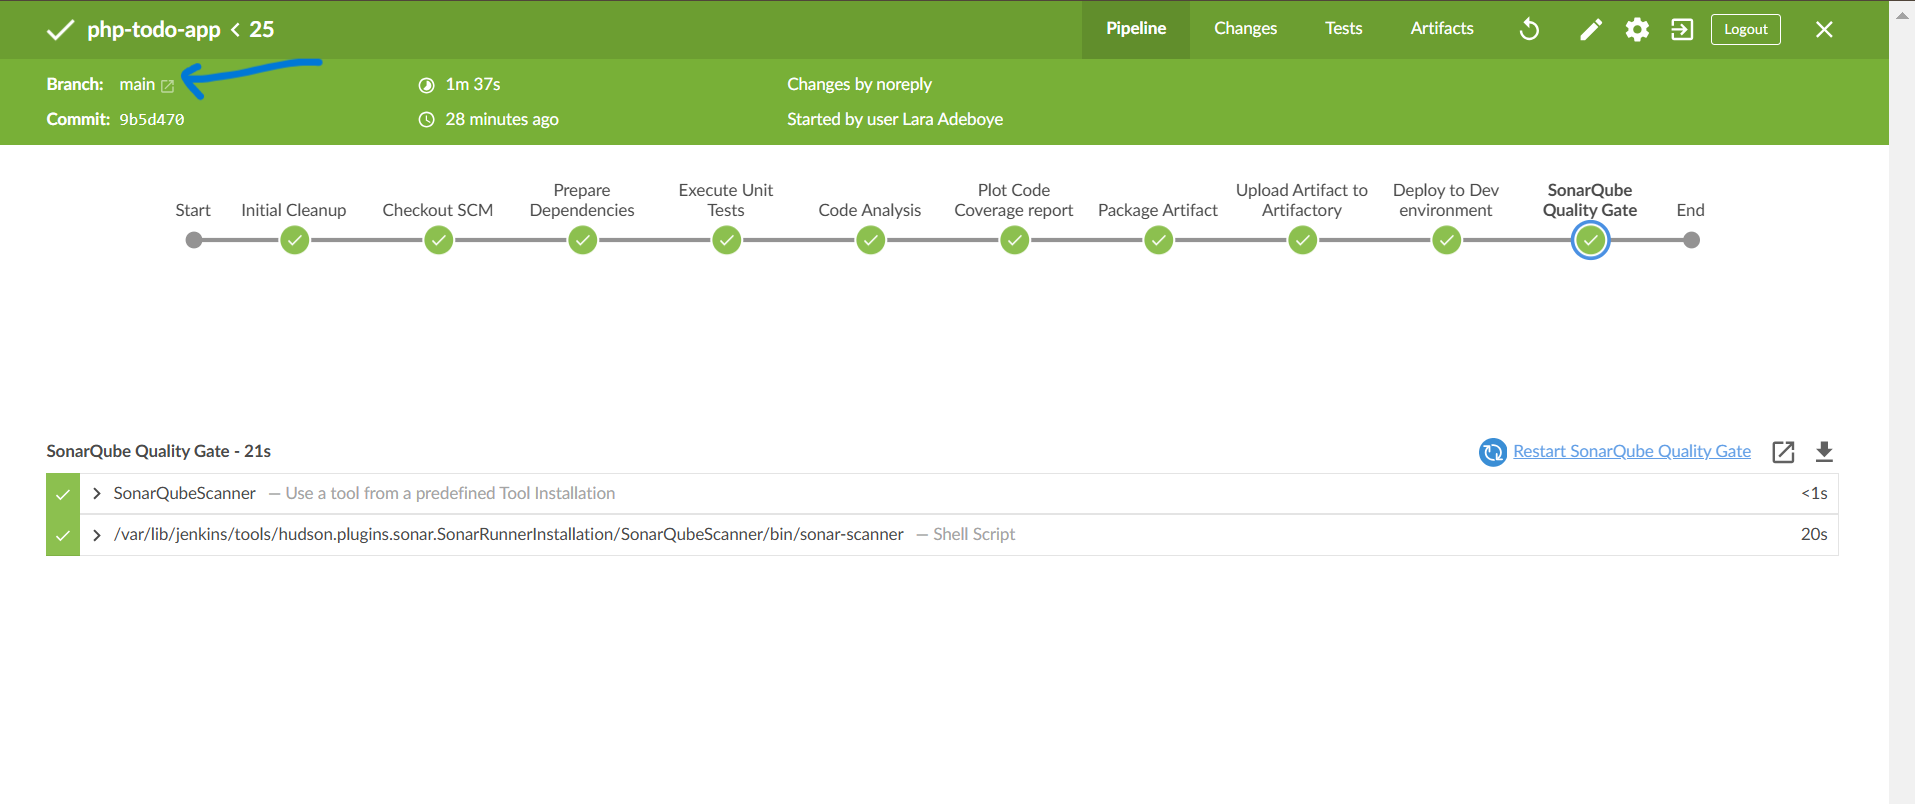 php-todo-app < 25
Pipeline
Changes
Tests
Artifacts
Logout
Branch: main
1m 37s
Changes by noreply
Commit: 9b5d470
28 minutes ago
Started by user Lara Adeboye
Start
Initial Cleanup
Checkout SCM
Prepare
Dependencies
Execute Unit
Tests
Code Analysis
Plot Code
Coverage report
Package Artifact
Upload Artifact to
Artifactory
Deploy to Dev
environment
SonarQube
Quality Gate
End
SonarQube Quality Gate - 21s
Restart SonarQube Quality Gate
SonarQubeScanner — Use a tool from a predefined Tool Installation
<1s
/var/lib/jenkins/tools/hudson.plugins.sonar.SonarRunnerInstallation/SonarQubeScanner/bin/sonar-scanner — Shell Script
20s